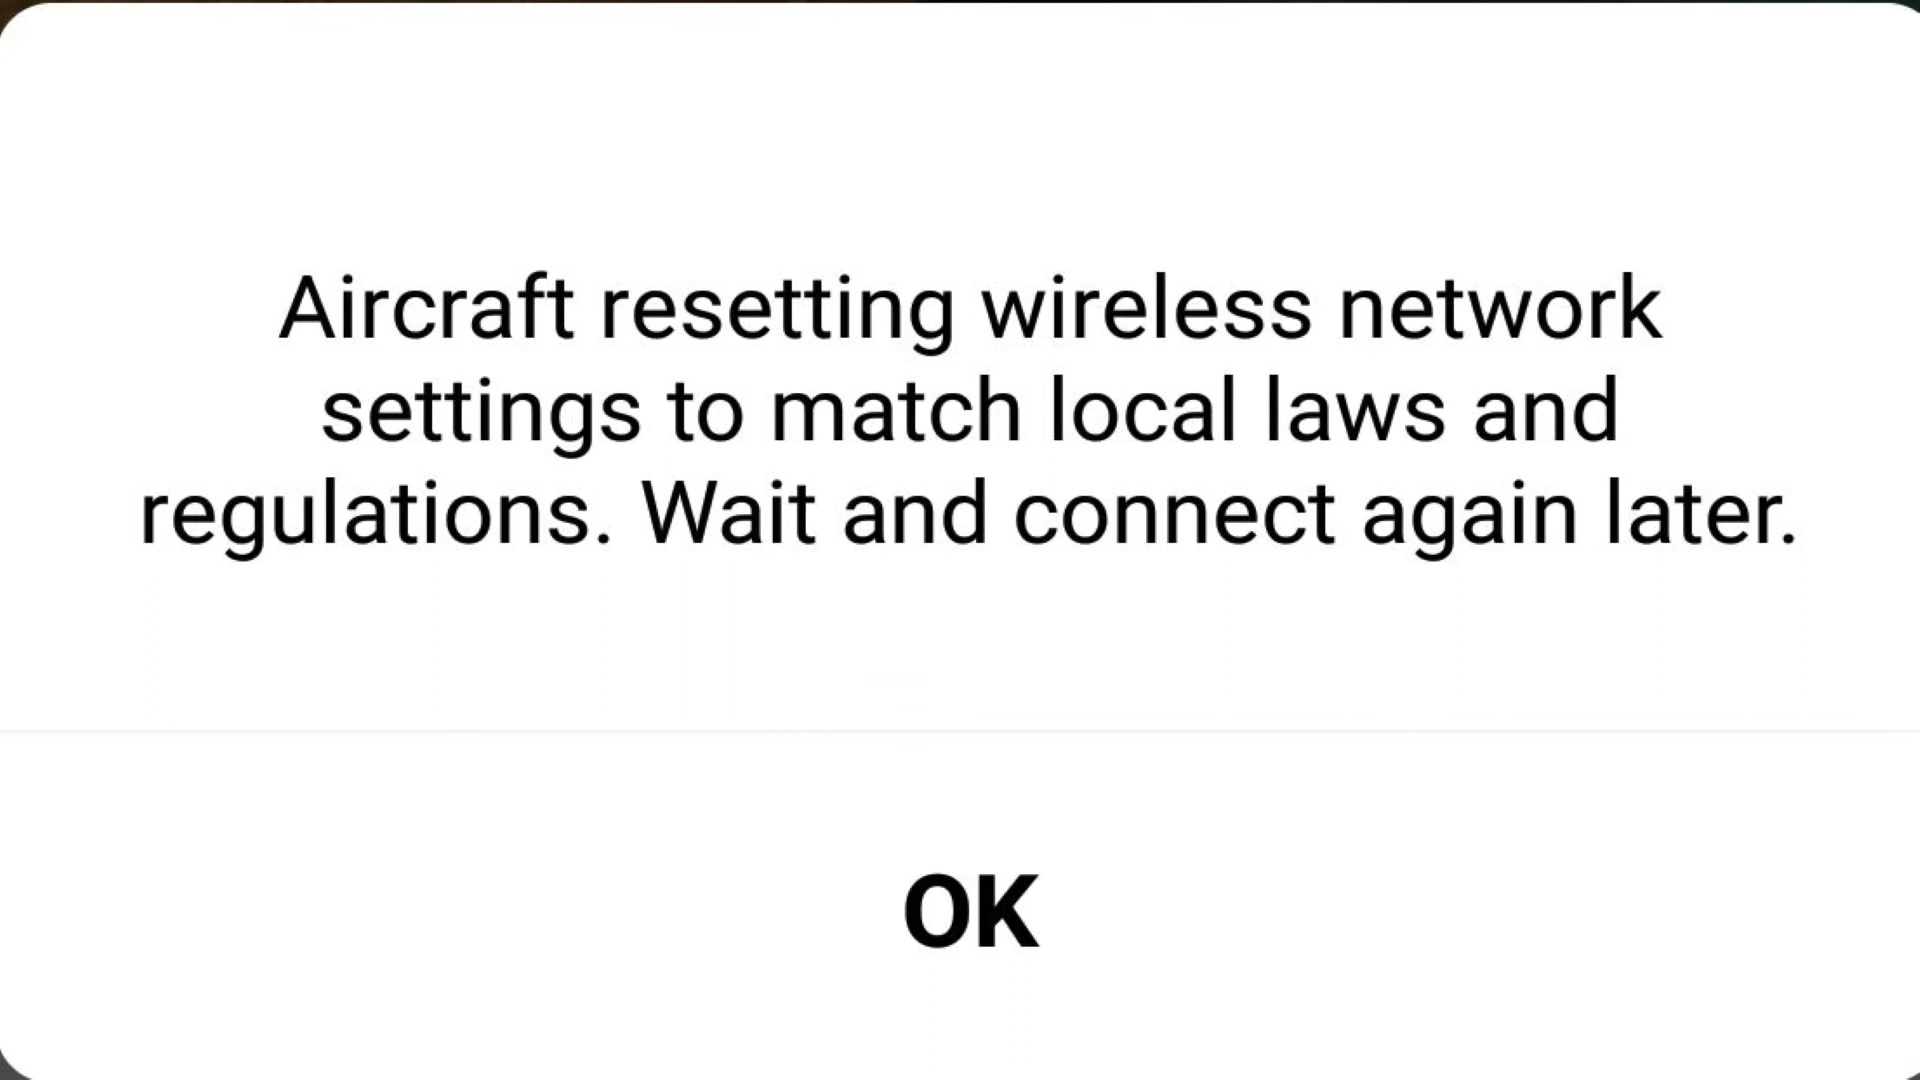 Aircraft resetting wireless network
settings to match local laws and
regulations. Wait and connect again later.
OK